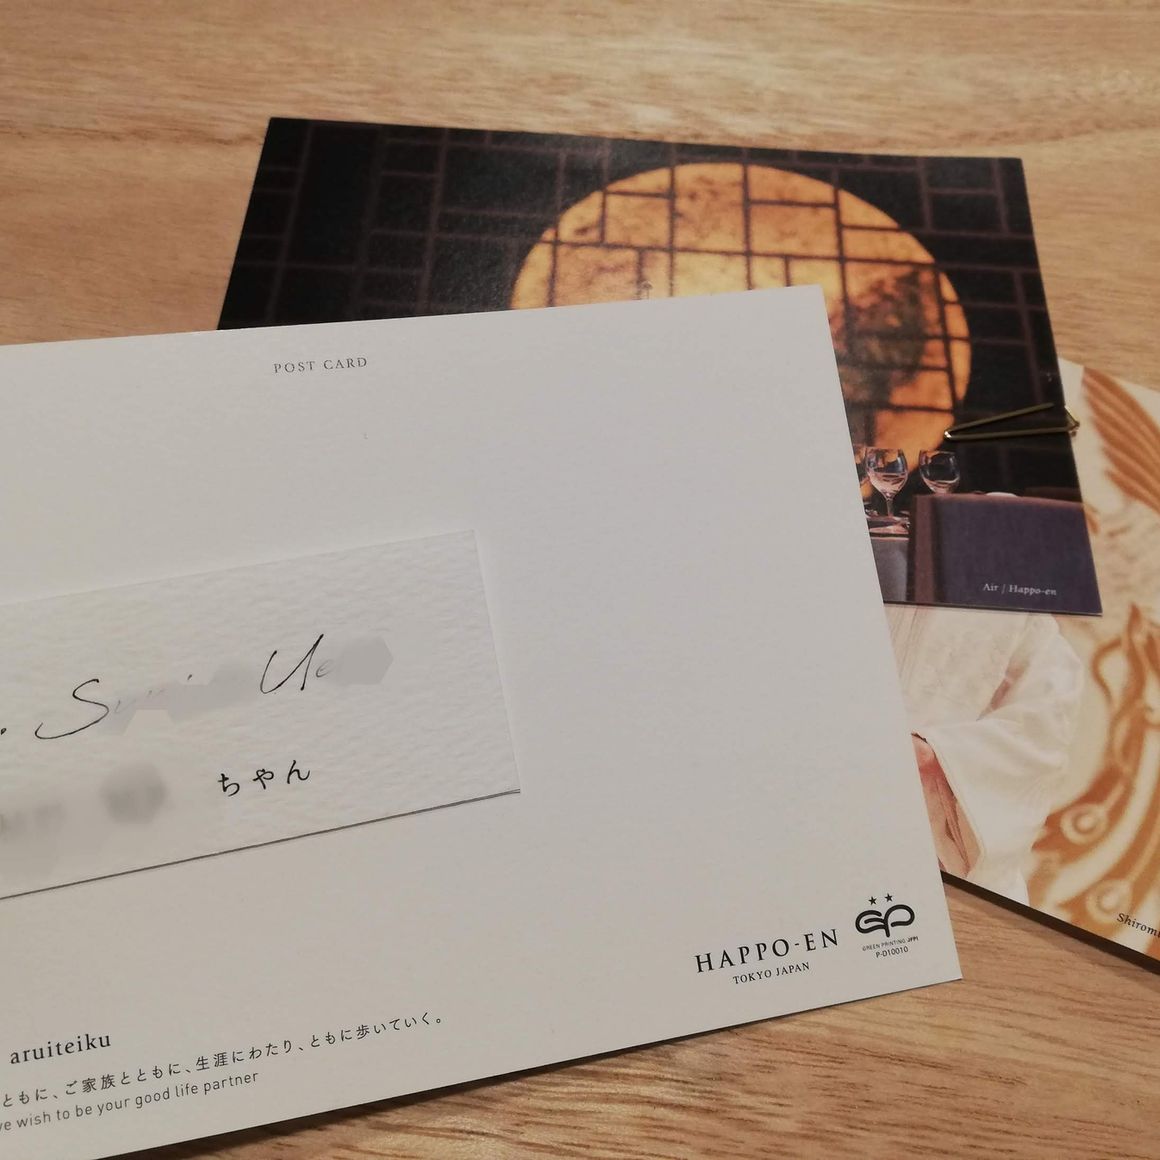 POST CARD
Air / Happo-en
ちゃん
HAPPO-EN
TOKYO JAPAN
GREEN PRINTING JFPI
P-D10010
aruiteiku
ともに、ご家族とともに、生涯にわたり、ともに歩いていく。
wish to be your good life partner